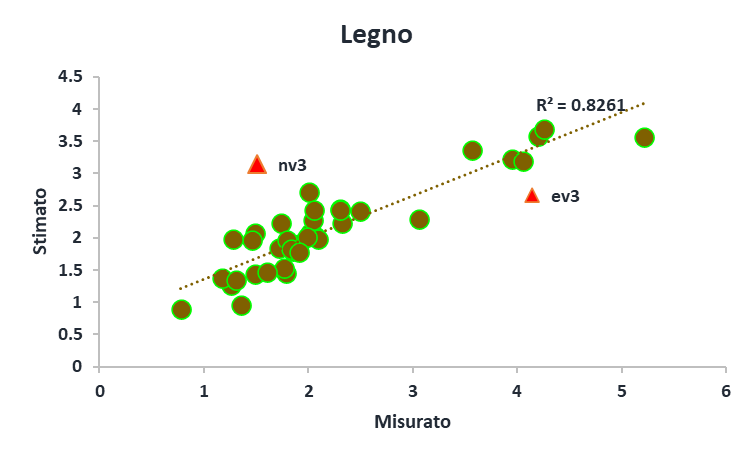 Legno
4.5
4
3.5
3
2.5
2
1.5
1
0.5
0
R² = 0.8261
nv3
ev3
Stimato
0 1 2 3 4 5 6
Misurato